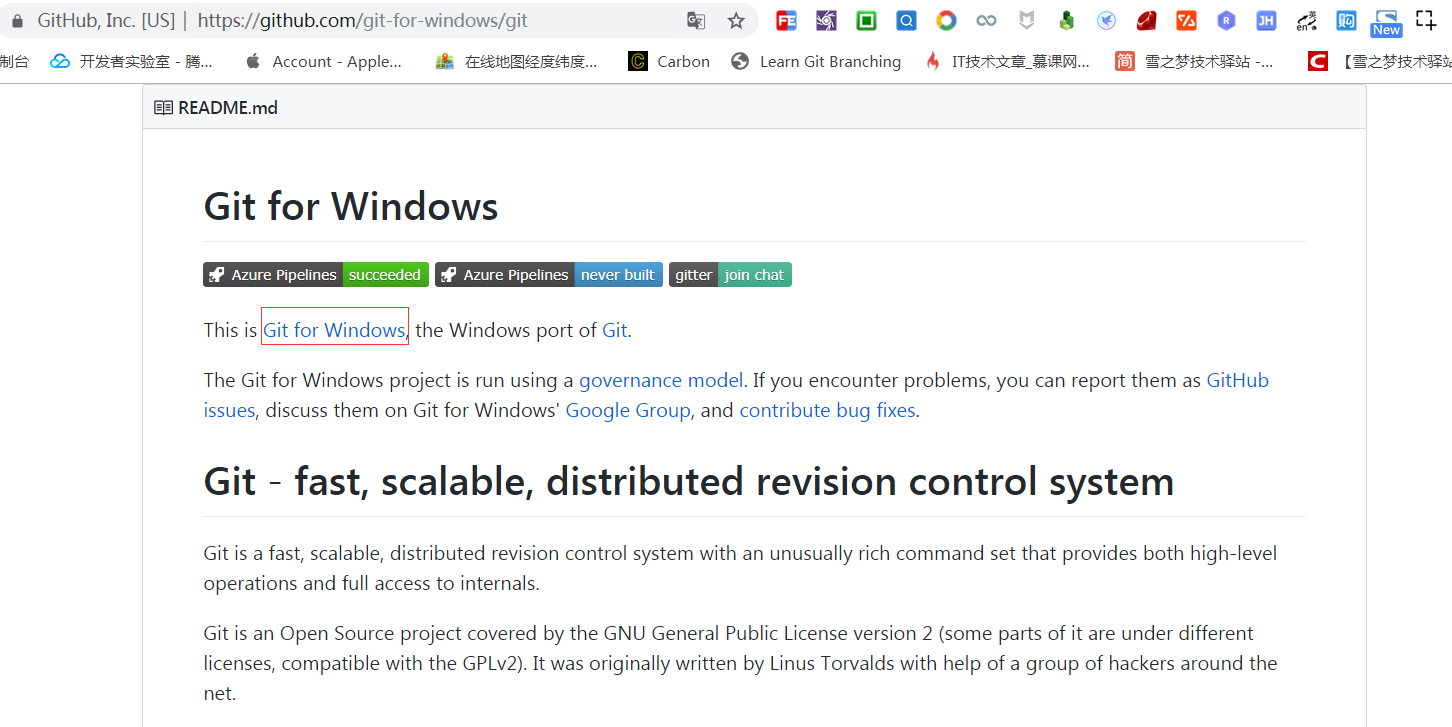 GitHub, Inc. [US] | https://github.com/git-for-windows/git
New
制台 开发者实验室 - 腾... Account - Apple... 在线地图经度纬度... Carbon Learn Git Branching IT技术文章_慕课网... 简 雪之梦技术驿站 -... 【雪之梦技术驿站
README.md
Git for Windows
Azure Pipelines succeeded Azure Pipelines never built gitter join chat
This is Git for Windows, the Windows port of Git.
The Git for Windows project is run using a governance model. If you encounter problems, you can report them as GitHub
issues, discuss them on Git for Windows' Google Group, and contribute bug fixes.
Git - fast, scalable, distributed revision control system
Git is a fast, scalable, distributed revision control system with an unusually rich command set that provides both high-level
operations and full access to internals.
Git is an Open Source project covered by the GNU General Public License version 2 (some parts of it are under different
licenses, compatible with the GPLv2). It was originally written by Linus Torvalds with help of a group of hackers around the
net.